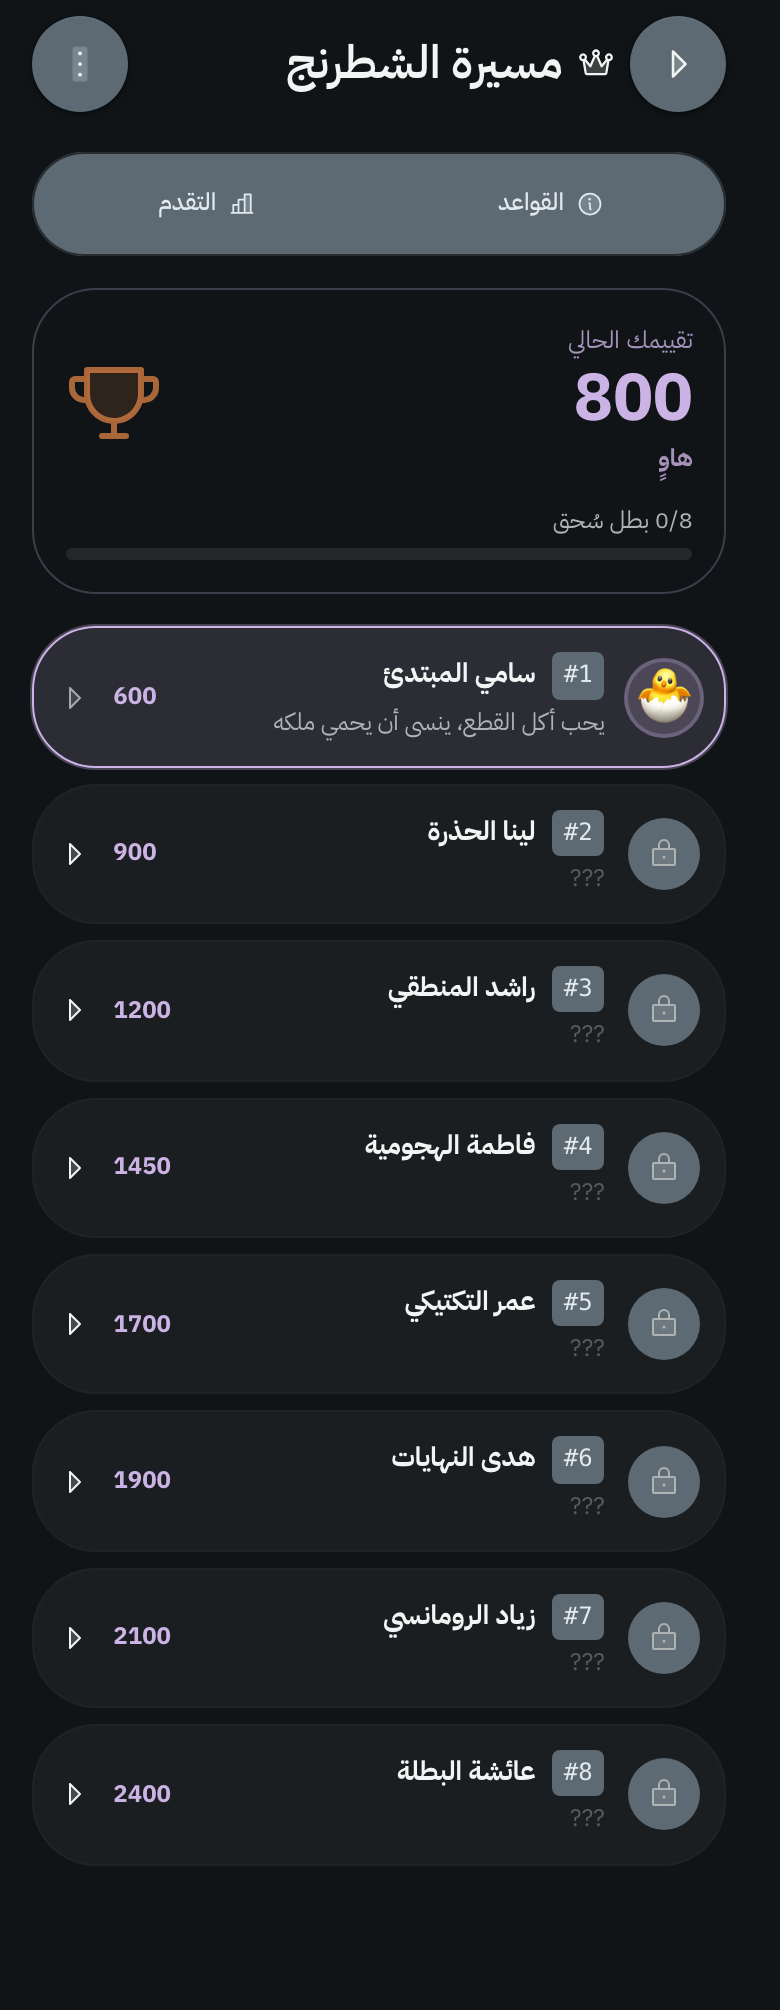 مسيرة الشطرنج
القواعد
التقدم
تقييمك الحالي
800
هاوٍ
0/8 بطل سُحق
#1 سامي المبتدئ
يحب أكل القطع، ينسى أن يحمي ملكه
600
#2 لينا الحذرة
???
900
#3 راشد المنطقي
???
1200
#4 فاطمة الهجومية
???
1450
#5 عمر التكتيكي
???
1700
#6 هدى النهايات
???
1900
#7 زياد الرومانسي
???
2100
#8 عائشة البطلة
???
2400